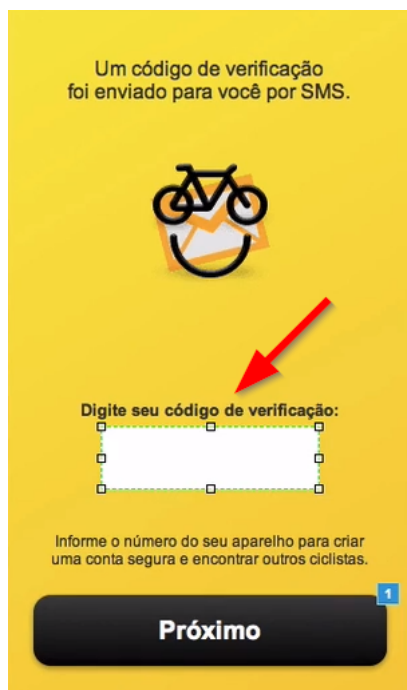 Um código de verificação
foi enviado para você por SMS.
Digite seu código de verificação:
Informe o número do seu aparelho para criar
uma conta segura e encontrar outros ciclistas.
1
Próximo